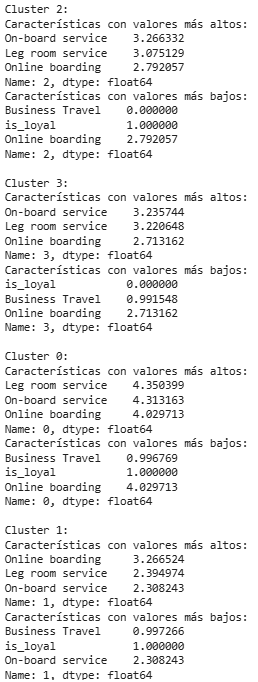 Cluster 2:
Características con valores más altos:
On-board service    3.266332
Leg room service    3.075129
Online boarding     2.792057
Name: 2, dtype: float64
Características con valores más bajos:
Business Travel    0.000000
is_loyal           1.000000
Online boarding    2.792057
Name: 2, dtype: float64

Cluster 3:
Características con valores más altos:
On-board service    3.235744
Leg room service    3.220648
Online boarding     2.713162
Name: 3, dtype: float64
Características con valores más bajos:
is_loyal           0.000000
Business Travel    0.991548
Online boarding    2.713162
Name: 3, dtype: float64

Cluster 0:
Características con valores más altos:
Leg room service    4.350399
On-board service    4.313163
Online boarding     4.029713
Name: 0, dtype: float64
Características con valores más bajos:
Business Travel    0.996769
is_loyal           1.000000
Online boarding    4.029713
Name: 0, dtype: float64

Cluster 1:
Características con valores más altos:
Online boarding     3.266524
Leg room service    2.394974
On-board service    2.308243
Name: 1, dtype: float64
Características con valores más bajos:
Business Travel     0.997266
is_loyal            1.000000
On-board service    2.308243
Name: 1, dtype: float64